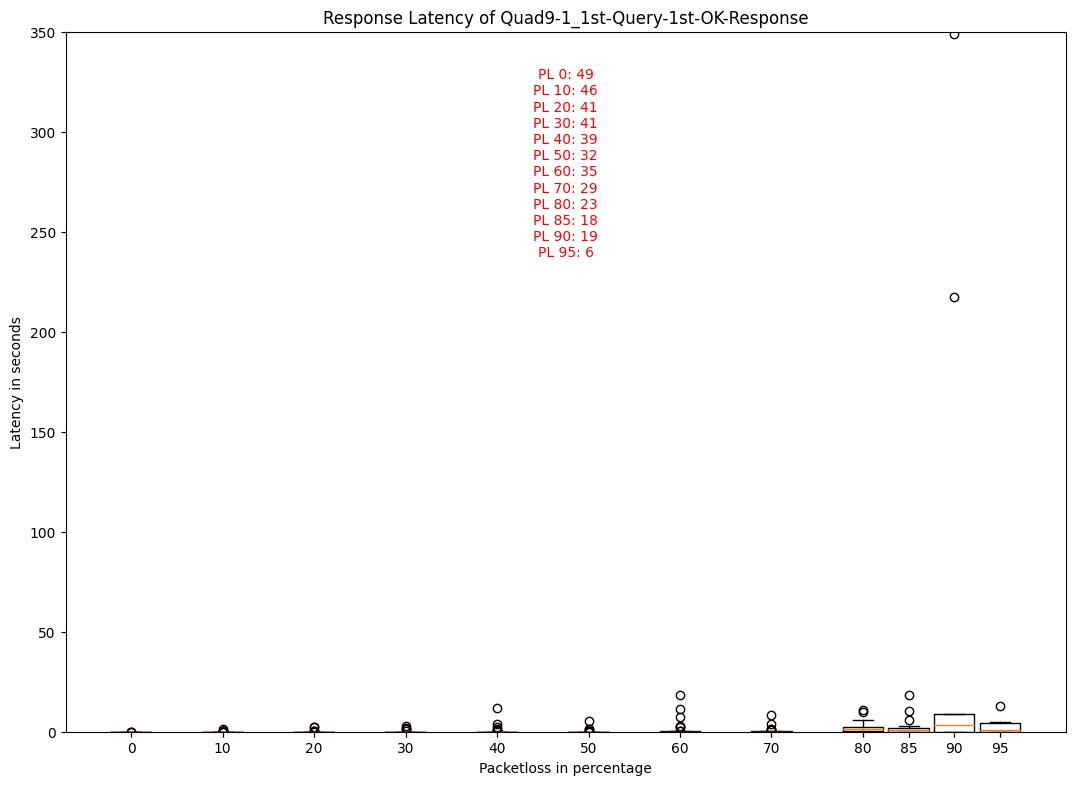 Response Latency of Quad9-1_1st-Query-1st-OK-Response
350
300
250
200
150
100
50
0
Latency in seconds
PL 0: 49
PL 10: 46
PL 20: 41
PL 30: 41
PL 40: 39
PL 50: 32
PL 60: 35
PL 70: 29
PL 80: 23
PL 85: 18
PL 90: 19
PL 95: 6
0 10 20 30 40 50 60 70 80 85 90 95
Packetloss in percentage